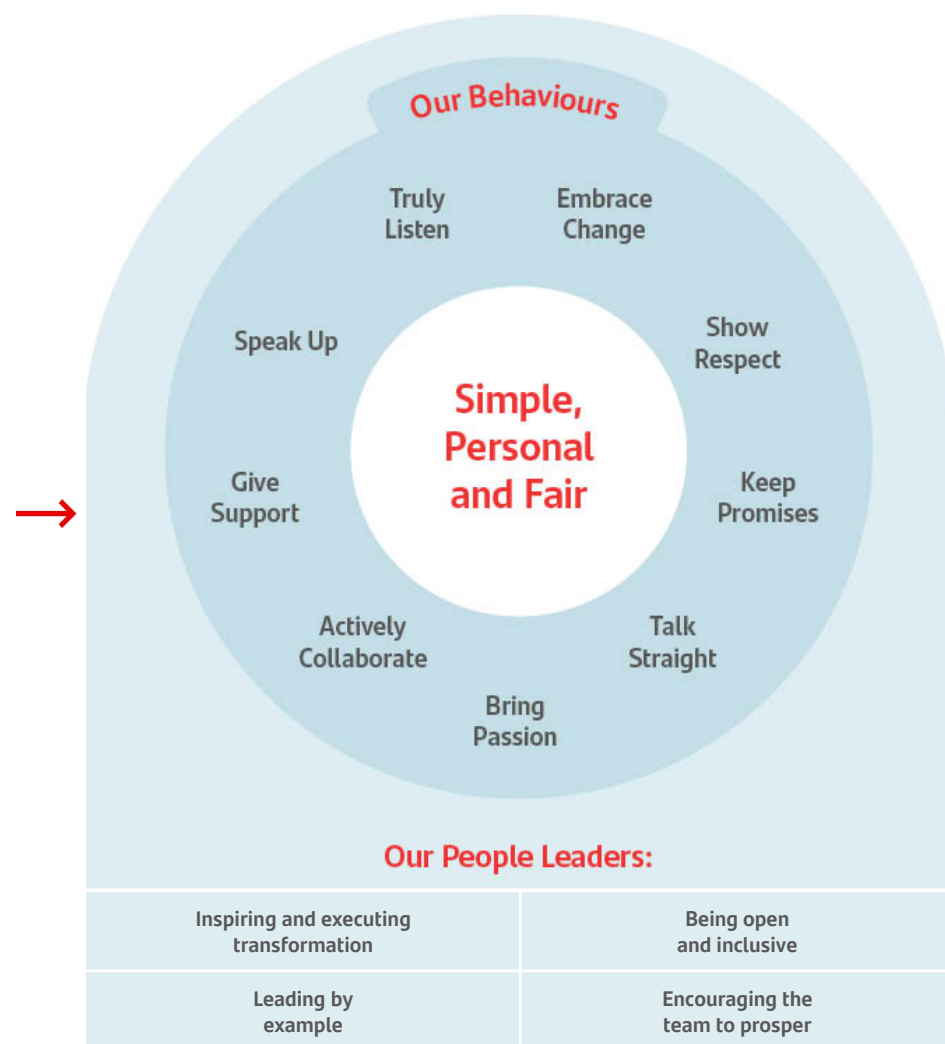 Our Behaviours
Truly
Listen
Embrace
Change
Speak Up
Show
Respect
Simple,
Personal
and Fair
Give
Support
Keep
Promises
Actively
Collaborate
Talk
Straight
Bring
Passion
Our People Leaders:
Inspiring and executing
transformation
Being open
and inclusive
Leading by
example
Encouraging the
team to prosper